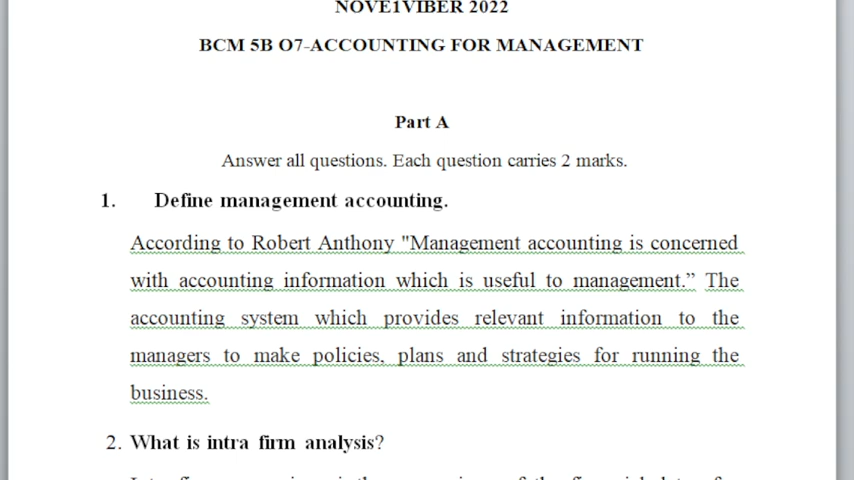 NOVE1VIBER 2022
BCM 5B O7-ACCOUNTING FOR MANAGEMENT
Part A
Answer all questions. Each question carries 2 marks.
1. Define management accounting.
According to Robert Anthony "Management accounting is concerned
with accounting information which is useful to management.” The
accounting system which provides relevant information to the
managers to make policies, plans and strategies for running the
business.
2. What is intra firm analysis?